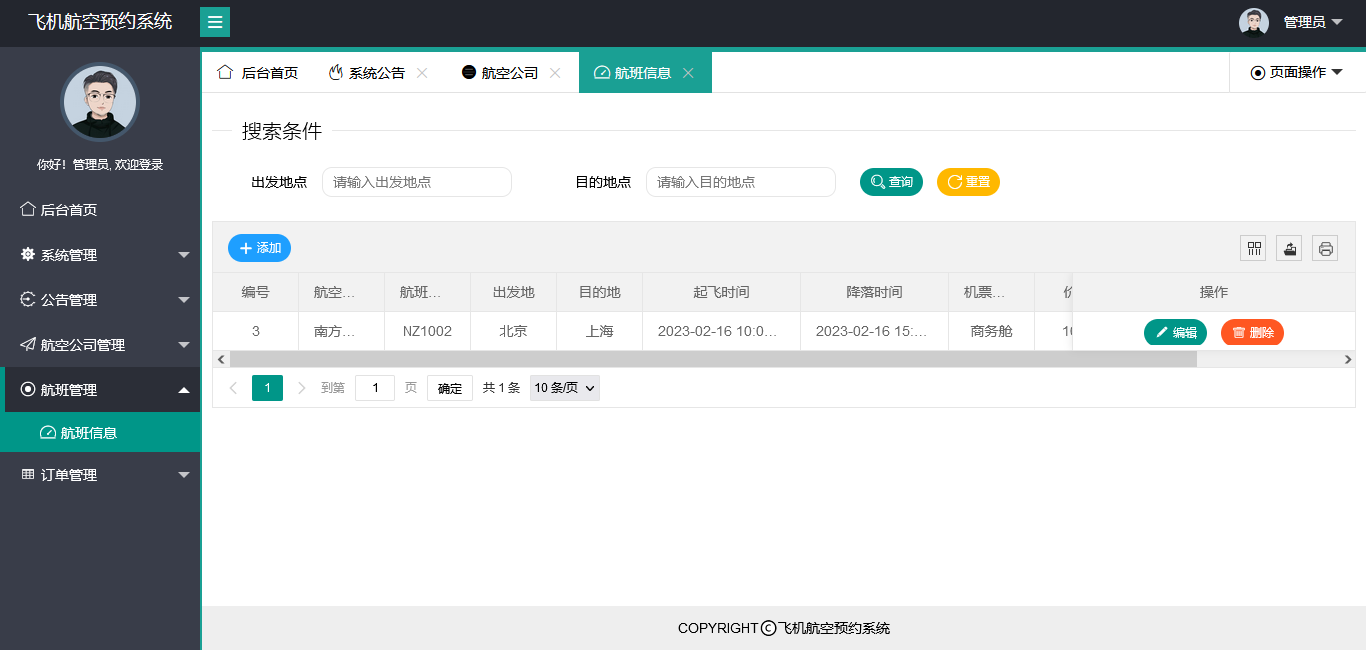 飞机航空预约系统
管理员
你好！管理员, 欢迎登录
后台首页
系统管理
公告管理
航空公司管理
航班管理
航班信息
订单管理
后台首页 系统公告 航空公司 航班信息 页面操作
搜索条件
出发地点 请输入出发地点 目的地点 请输入目的地点 查询 重置
添加
编号 航空… 航班… 出发地 目的地 起飞时间 降落时间 机票… 操作
3 南方… NZ1002 北京 上海 2023-02-16 10:0… 2023-02-16 15:… 商务舱 编辑 删除
1 到第 1 页 确定 共 1 条 10 条/页
COPYRIGHT©飞机航空预约系统